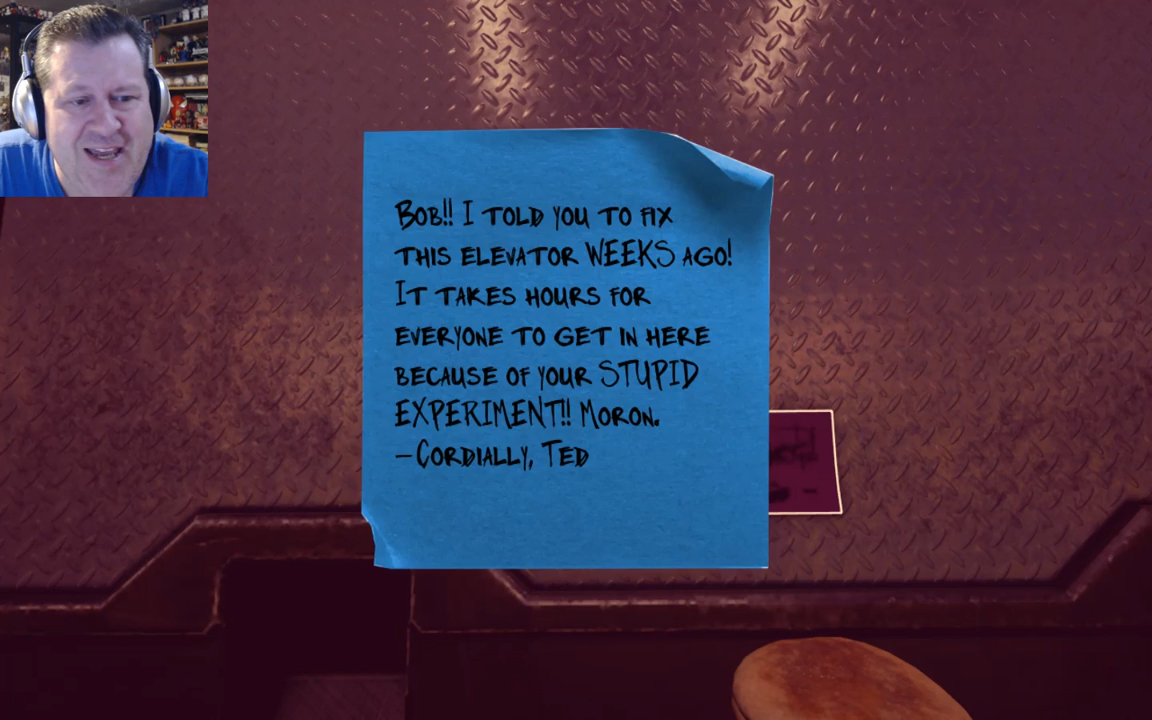 Bob!! I told you to fix
this elevator WEEKS ago!
It takes hours for
everyone to get in here
because of your STUPID
EXPERIMENT!! Moron.
–Cordially, Ted